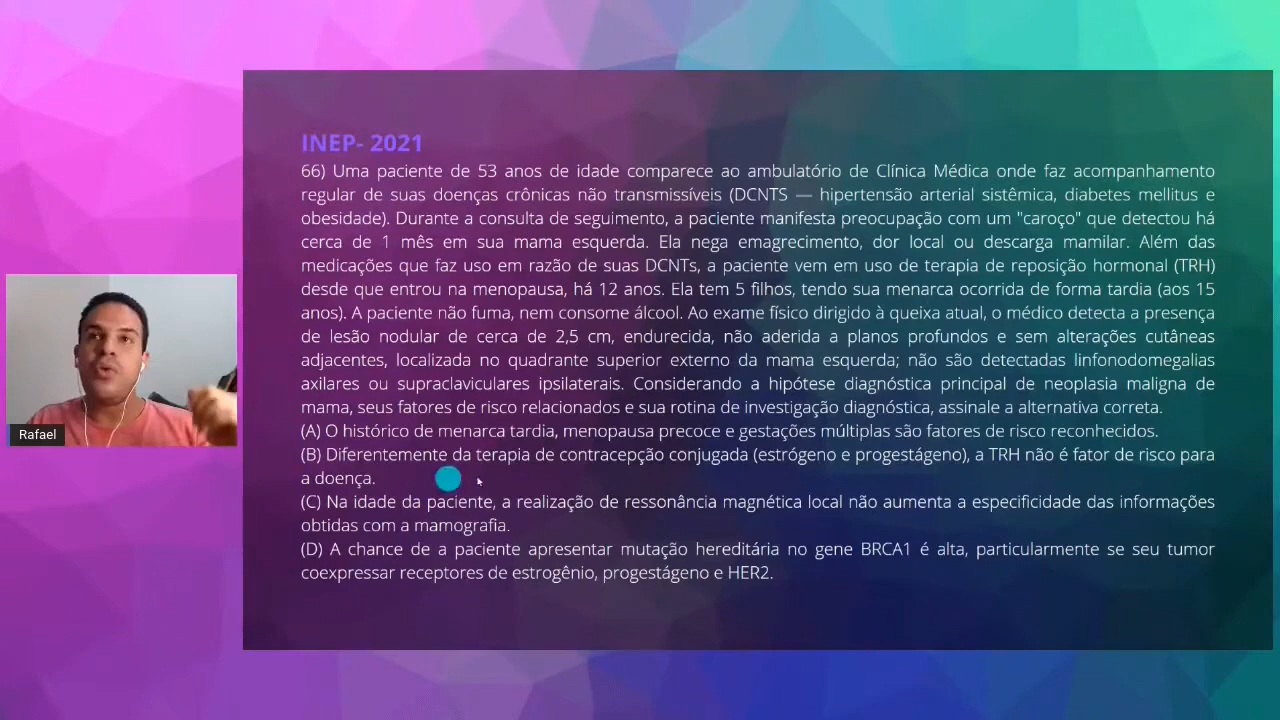 INEP- 2021
66) Uma paciente de 53 anos de idade comparece ao ambulatório de Clínica Médica onde faz acompanhamento
regular de suas doenças crônicas não transmissíveis (DCNTS — hipertensão arterial sistêmica, diabetes mellitus e
obesidade). Durante a consulta de seguimento, a paciente manifesta preocupação com um "caroço" que detectou há
cerca de 1 mês em sua mama esquerda. Ela nega emagrecimento, dor local ou descarga mamilar. Além das
medicações que faz uso em razão de suas DCNTs, a paciente vem em uso de terapia de reposição hormonal (TRH)
desde que entrou na menopausa, há 12 anos. Ela tem 5 filhos, tendo sua menarca ocorrida de forma tardia (aos 15
anos). A paciente não fuma, nem consome álcool. Ao exame físico dirigido à queixa atual, o médico detecta a presença
de lesão nodular de cerca de 2,5 cm, endurecida, não aderida a planos profundos e sem alterações cutâneas
adjacentes, localizada no quadrante superior externo da mama esquerda; não são detectadas linfonodomegalias
axilares ou supraclaviculares ipsilaterais. Considerando a hipótese diagnóstica principal de neoplasia maligna de
mama, seus fatores de risco relacionados e sua rotina de investigação diagnóstica, assinale a alternativa correta.
(A) O histórico de menarca tardia, menopausa precoce e gestações múltiplas são fatores de risco reconhecidos.
(B) Diferentemente da terapia de contracepção conjugada (estrógeno e progestágeno), a TRH não é fator de risco para
a doença.
(C) Na idade da paciente, a realização de ressonância magnética local não aumenta a especificidade das informações
obtidas com a mamografia.
(D) A chance de a paciente apresentar mutação hereditária no gene BRCA1 é alta, particularmente se seu tumor
coexpressar receptores de estrogênio, progestágeno e HER2.
Rafael